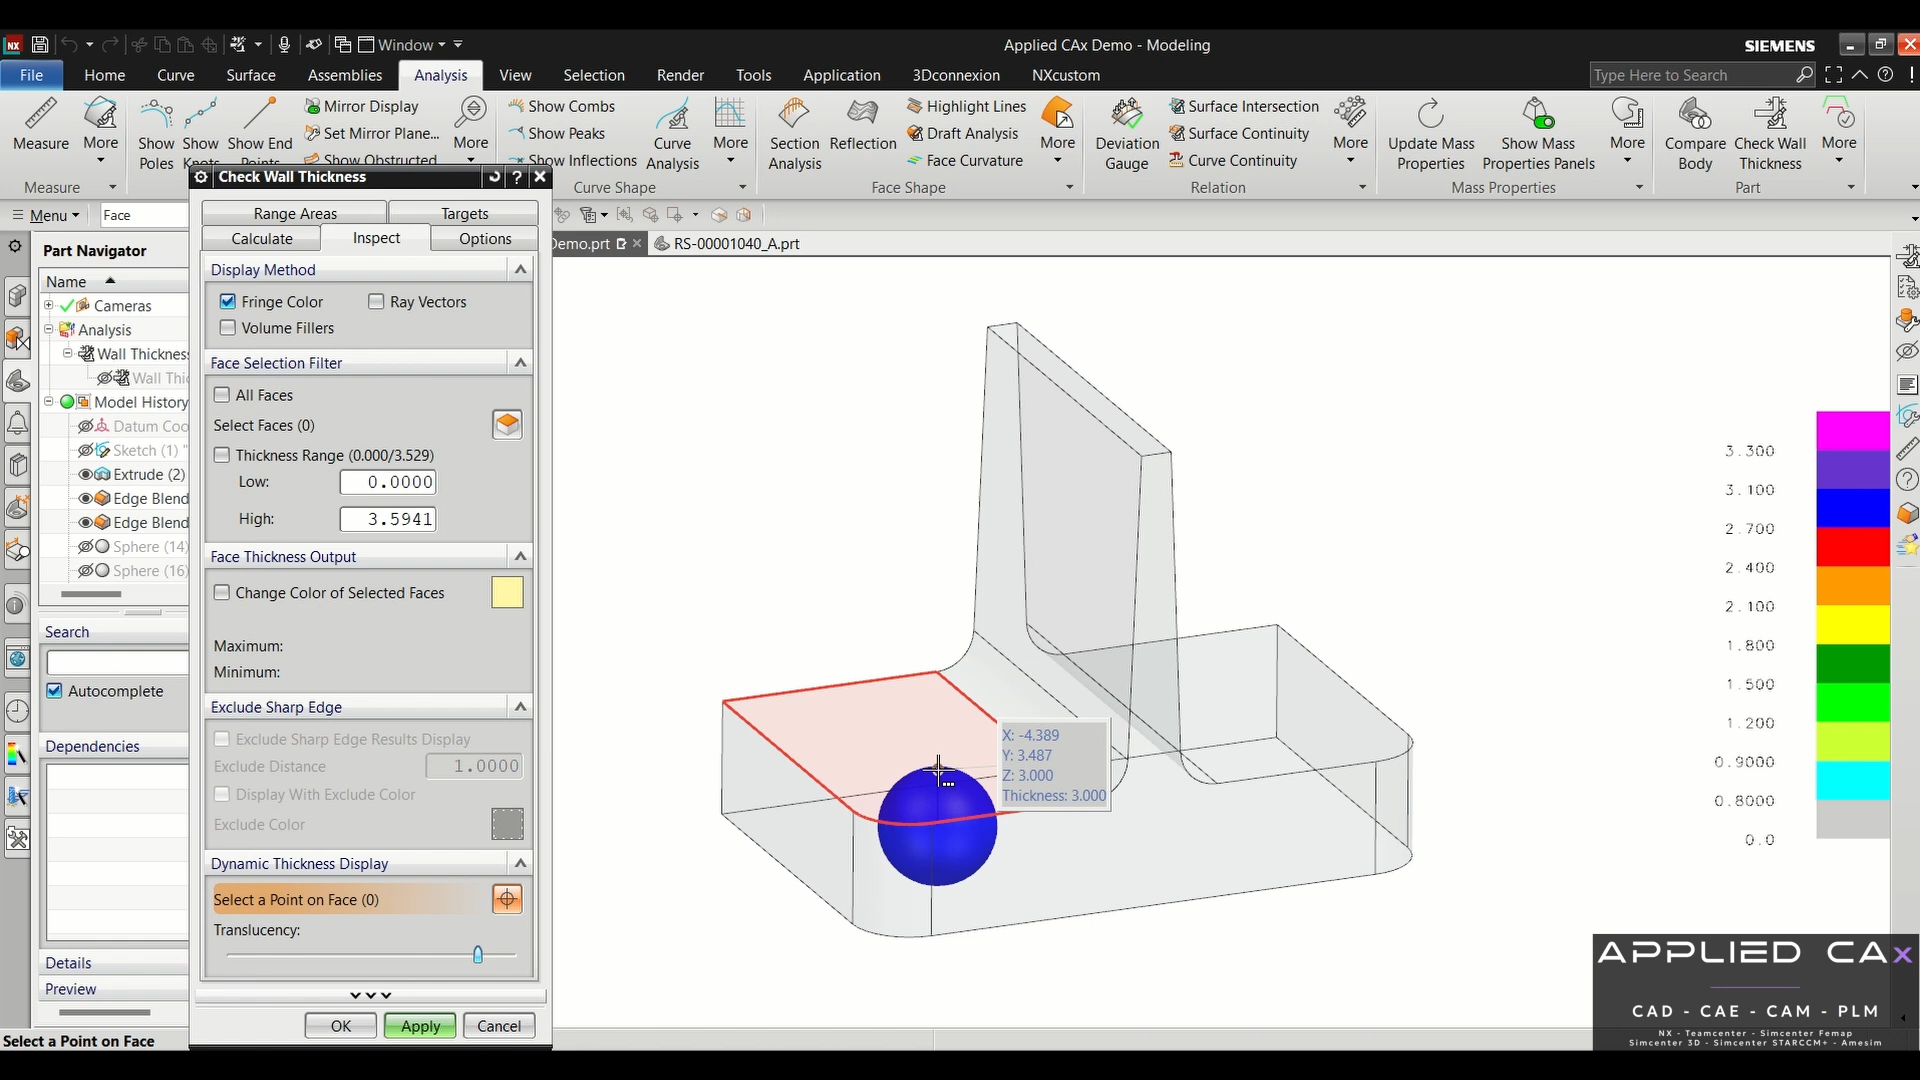 NX
Window
Applied CAx Demo - Modeling
SIEMENS
File
Home
Curve
Surface
Assemblies
Analysis
View
Selection
Render
Tools
Application
3Dconnexion
NXcustom
Type Here to Search
Measure
More
Show Poles
Show Knots
Show End Points
Mirror Display
Set Mirror Plane...
Show Obstructed
More
Show Combs
Show Peaks
Show Inflections
Curve Analysis
More
Section Analysis
Reflection
Highlight Lines
Draft Analysis
Face Curvature
More
Deviation Gauge
Surface Intersection
Surface Continuity
Curve Continuity
More
Update Mass Properties
Show Mass Properties Panels
More
Compare Body
Check Wall Thickness
More
Measure
Curve Shape
Face Shape
Relation
Mass Properties
Part
Menu
Face
Demo.prt
RS-00001040_A.prt
Part Navigator
Name
Cameras
Analysis
Wall Thickness
Wall Thic
Model History
Datum Coo
Sketch (1) "
Extrude (2)
Edge Blend
Edge Blend
Sphere (14)
Sphere (16)
Search
Autocomplete
Dependencies
Details
Preview
Select a Point on Face
Check Wall Thickness
Range Areas
Targets
Calculate
Inspect
Options
Display Method
Fringe Color
Ray Vectors
Volume Fillers
Face Selection Filter
All Faces
Select Faces (0)
Thickness Range (0.000/3.529)
Low:
0.0000
High:
3.5941
Face Thickness Output
Change Color of Selected Faces
Maximum:
Minimum:
Exclude Sharp Edge
Exclude Sharp Edge Results Display
Exclude Distance
1.0000
Display With Exclude Color
Exclude Color
Dynamic Thickness Display
Select a Point on Face (0)
Translucency:
OK
Apply
Cancel
X: -4.389
Y: 3.487
Z: 3.000
Thickness: 3.000
3.300
3.100
2.700
2.400
2.100
1.800
1.500
1.200
0.9000
0.8000
0.0
APPLIED CAx
CAD - CAE - CAM - PLM
NX - Teamcenter - Simcenter Femap
Simcenter 3D - Simcenter STARCCM+ - Amesim